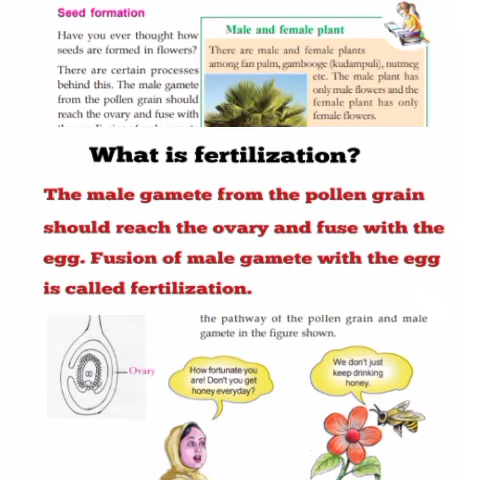 Seed formation
Have you ever thought how
seeds are formed in flowers?
There are certain processes
behind this. The male gamete
from the pollen grain should
reach the ovary and fuse with
Male and female plant
There are male and female plants
among fan palm, gambooge (kudampuli), nutmeg
etc. The male plant has
only male flowers and the
female plant has only
female flowers.
What is fertilization?
The male gamete from the pollen grain
should reach the ovary and fuse with the
egg. Fusion of male gamete with the egg
is called fertilization.
the pathway of the pollen grain and male
gamete in the figure shown.
Ovary
How fortunate you
are! Don't you get
honey everyday?
We don't just
keep drinking
honey.